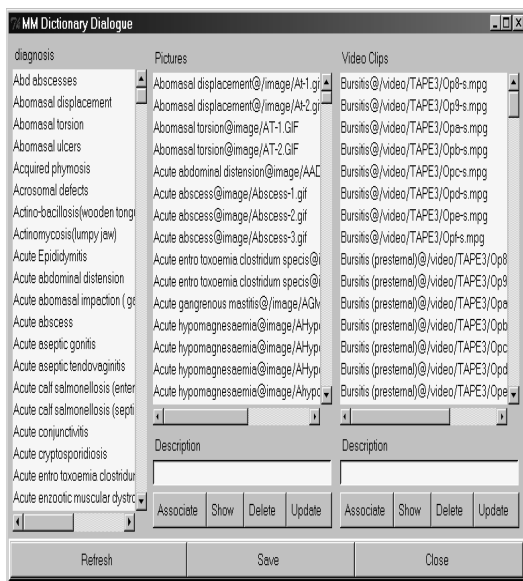 MM Dictionary Dialogue
diagnosis
Abd abscesses
Abomasal displacement
Abomasal torsion
Abomasal ulcers
Acquired phymosis
Acrosomal defects
Actino-bacillosis(wooden tong
Actinomycosis(lumpy jaw)
Acute Epididymitis
Acute abdominal distension
Acute abomasal impaction ( ga
Acute abscess
Acute aseptic gonitis
Acute aseptic tendovaginitis
Acute calf salmonellosis (enter
Acute calf salmonellosis (septi
Acute conjunctivitis
Acute cryptosporidiosis
Acute entro toxoemia clostridur
Acute enzootic muscular dystro
Pictures
Abomasal displacement@/image/At-1.gi
Abomasal displacement@/image/At-2.gi
Abomasal torsion@image/AT-1.GIF
Abomasal torsion@image/AT-2.GIF
Acute abdominal distension@image/AAD
Acute abscess@image/Abscess-1.gif
Acute abscess@image/Abscess-2.gif
Acute abscess@image/Abscess-3.gif
Acute entro toxoemia clostridum specis@i
Acute entro toxoemia clostridum specis@i
Acute gangrenous mastitis@/image/AGM
Acute hypomagnesaemia@image/AHypo
Acute hypomagnesaemia@image/AHypo
Acute hypomagnesaemia@image/AHypo
Acute hypomagnesaemia@image/Ahypo
Description
Associate Show Delete Update
Video Clips
Bursitis@/video/TAPE3/Op8-s.mpg
Bursitis@/video/TAPE3/Op9-s.mpg
Bursitis@/video/TAPE3/Opa-s.mpg
Bursitis@/video/TAPE3/Opb-s.mpg
Bursitis@/video/TAPE3/Opc-s.mpg
Bursitis@/video/TAPE3/Opd-s.mpg
Bursitis@/video/TAPE3/Ope-s.mpg
Bursitis@/video/TAPE3/Opf-s.mpg
Bursitis (presternal)@/video/TAPE3/Op8
Bursitis (presternal)@/video/TAPE3/Op9
Bursitis (presternal)@/video/TAPE3/Opa
Bursitis (presternal)@/video/TAPE3/Opb
Bursitis (presternal)@/video/TAPE3/Opc
Bursitis (presternal)@/video/TAPE3/Opd
Bursitis (presternal)@/video/TAPE3/Ope
Description
Associate Show Delete Update
Refresh Save Close